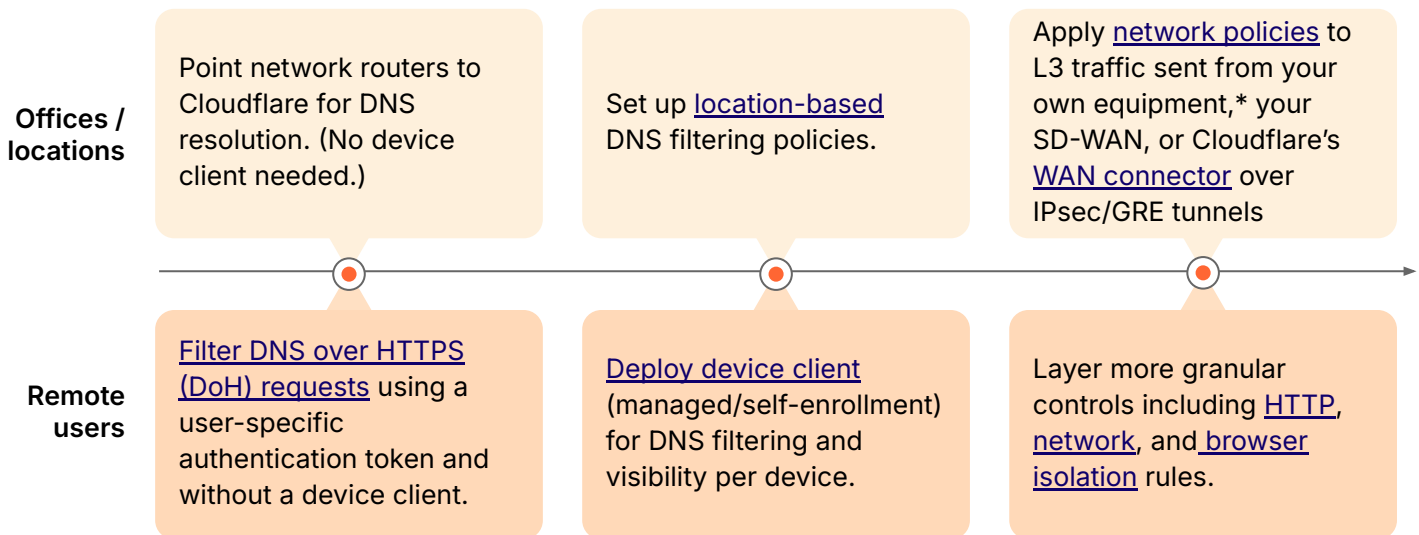 Offices /
locations
Point network routers to
Cloudflare for DNS
resolution. (No device
client needed.)
Set up location-based
DNS filtering policies.
Apply network policies to
L3 traffic sent from your
own equipment,* your
SD-WAN, or Cloudflare’s
WAN connector over
IPsec/GRE tunnels
Remote
users
Filter DNS over HTTPS
(DoH) requests using a
user-specific
authentication token and
without a device client.
Deploy device client
(managed/self-enrollment)
for DNS filtering and
visibility per device.
Layer more granular
controls including HTTP,
network, and browser
isolation rules.